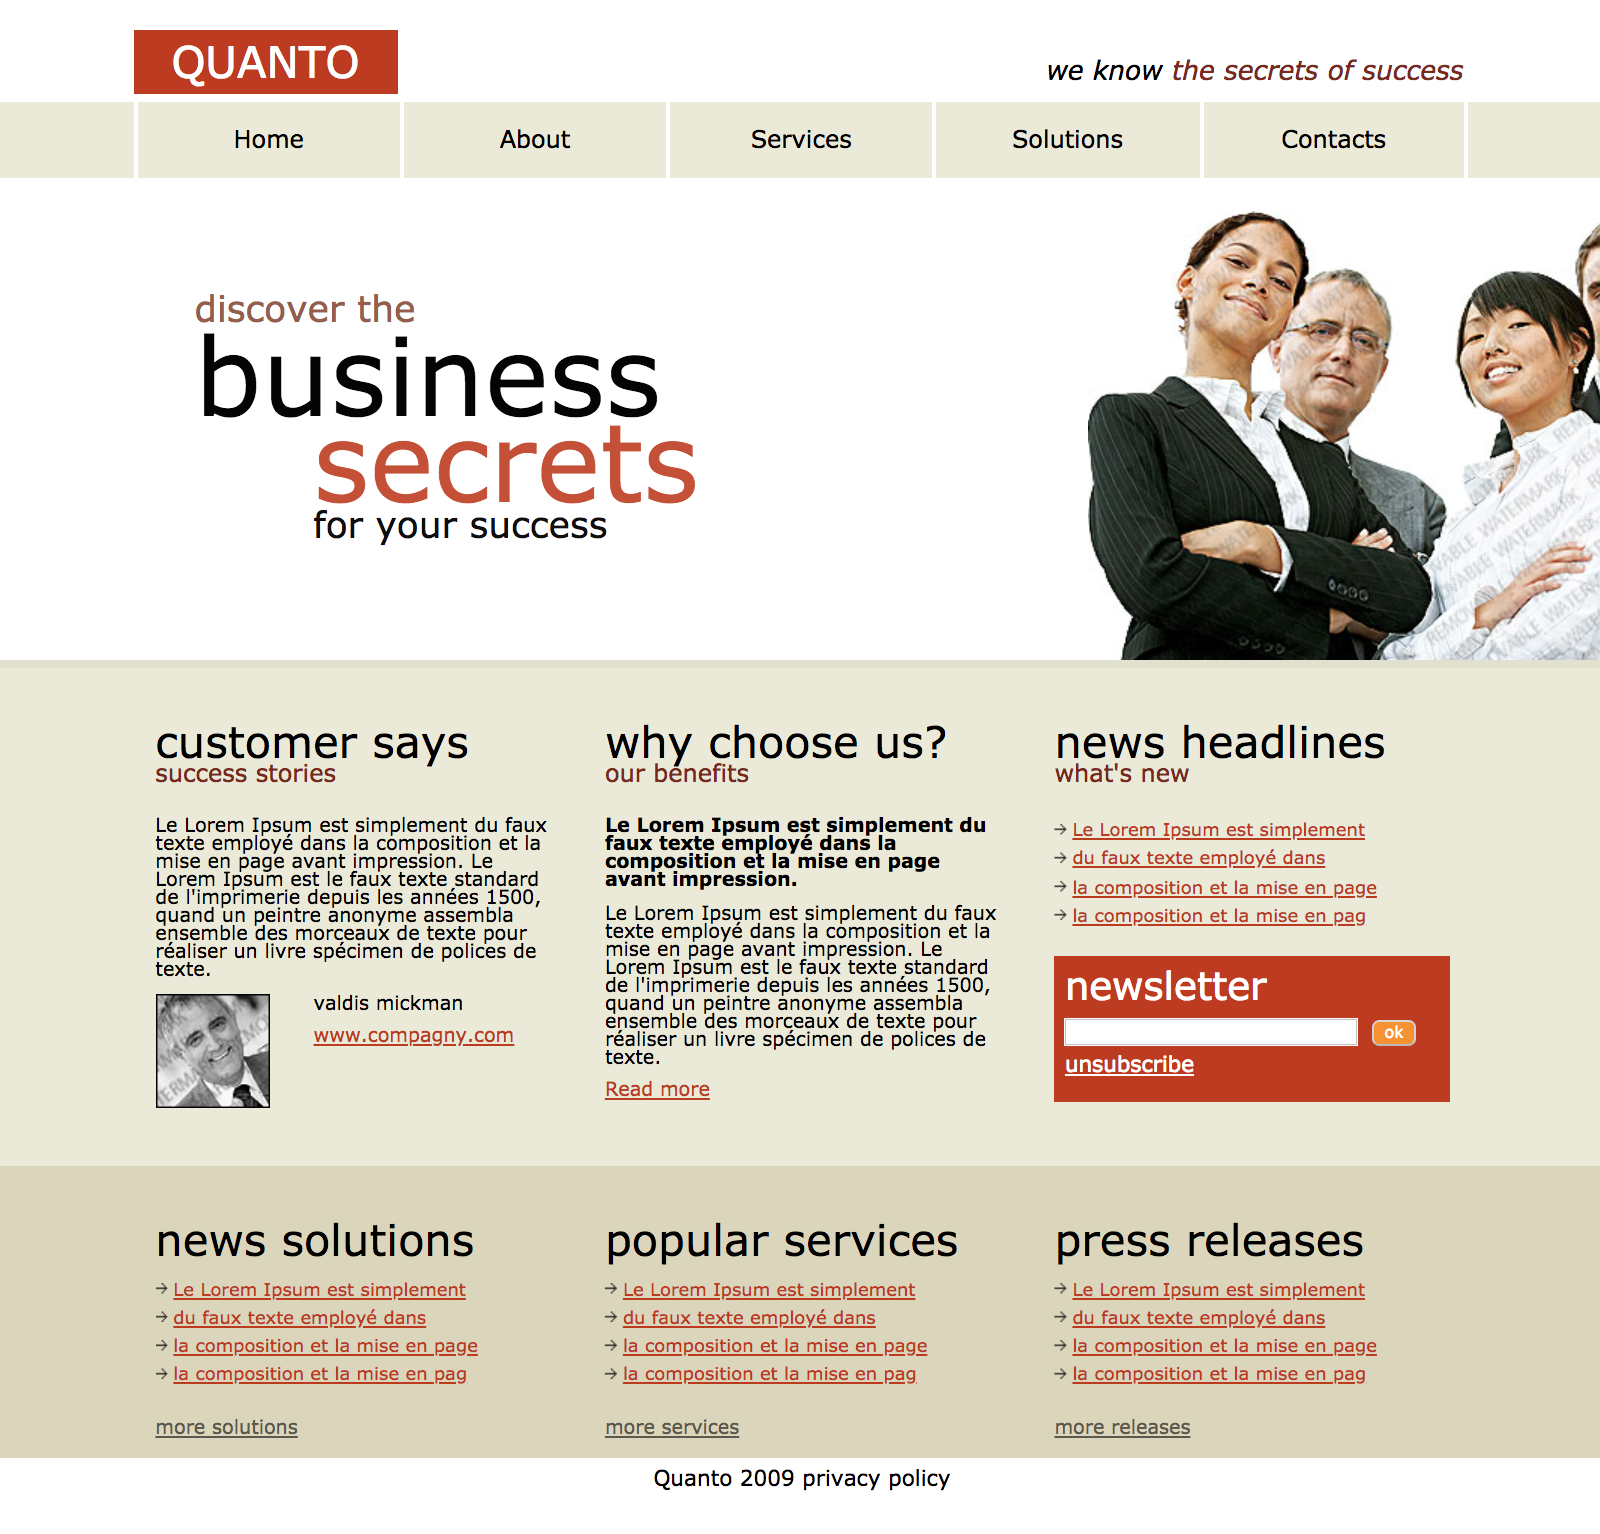 QUANTO
we know the secrets of success
Home
About
Services
Solutions
Contacts
discover the
business
secrets
for your success
REMOVABLE WATERMARK
customer says
success stories
Le Lorem Ipsum est simplement du faux
texte employé dans la composition et la
mise en page avant impression. Le
Lorem Ipsum est le faux texte standard
de l'imprimerie depuis les années 1500,
quand un peintre anonyme assembla
ensemble des morceaux de texte pour
réaliser un livre spécimen de polices de
texte.
valdis mickman
www.compagny.com
why choose us?
our benefits
Le Lorem Ipsum est simplement du
faux texte employé dans la
composition et la mise en page
avant impression.
Le Lorem Ipsum est simplement du faux
texte employé dans la composition et la
mise en page avant impression. Le
Lorem Ipsum est le faux texte standard
de l'imprimerie depuis les années 1500,
quand un peintre anonyme assembla
ensemble des morceaux de texte pour
réaliser un livre spécimen de polices de
texte.
Read more
news headlines
what's new
Le Lorem Ipsum est simplement
du faux texte employé dans
la composition et la mise en page
la composition et la mise en pag
newsletter
ok
unsubscribe
news solutions
Le Lorem Ipsum est simplement
du faux texte employé dans
la composition et la mise en page
la composition et la mise en pag
more solutions
popular services
Le Lorem Ipsum est simplement
du faux texte employé dans
la composition et la mise en page
la composition et la mise en pag
more services
press releases
Le Lorem Ipsum est simplement
du faux texte employé dans
la composition et la mise en page
la composition et la mise en pag
more releases
Quanto 2009 privacy policy